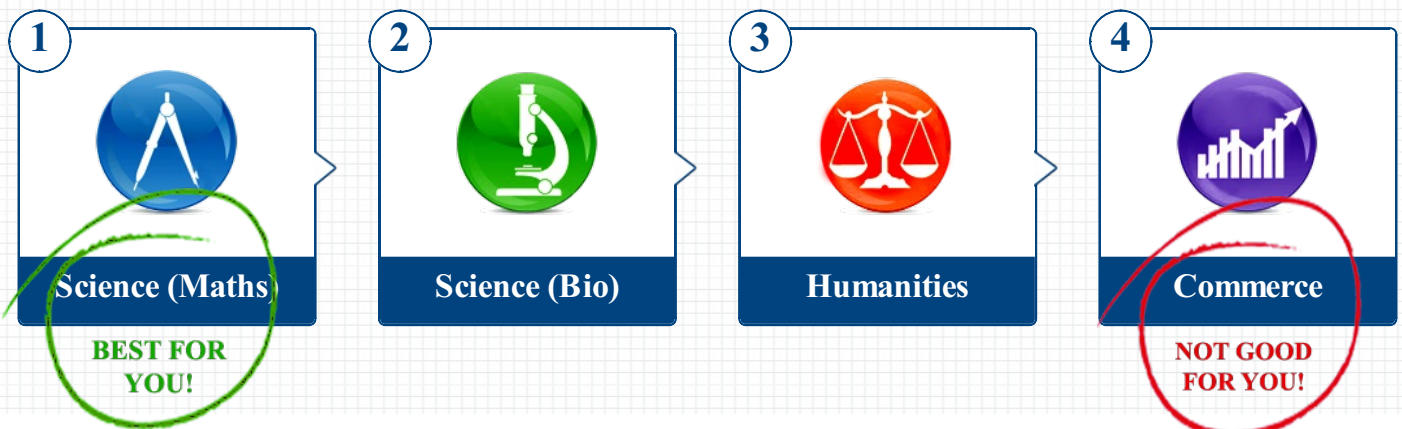 1
2
3
4
Science (Maths)
Science (Bio)
Humanities
Commerce
BEST FOR
YOU!
NOT GOOD
FOR YOU!